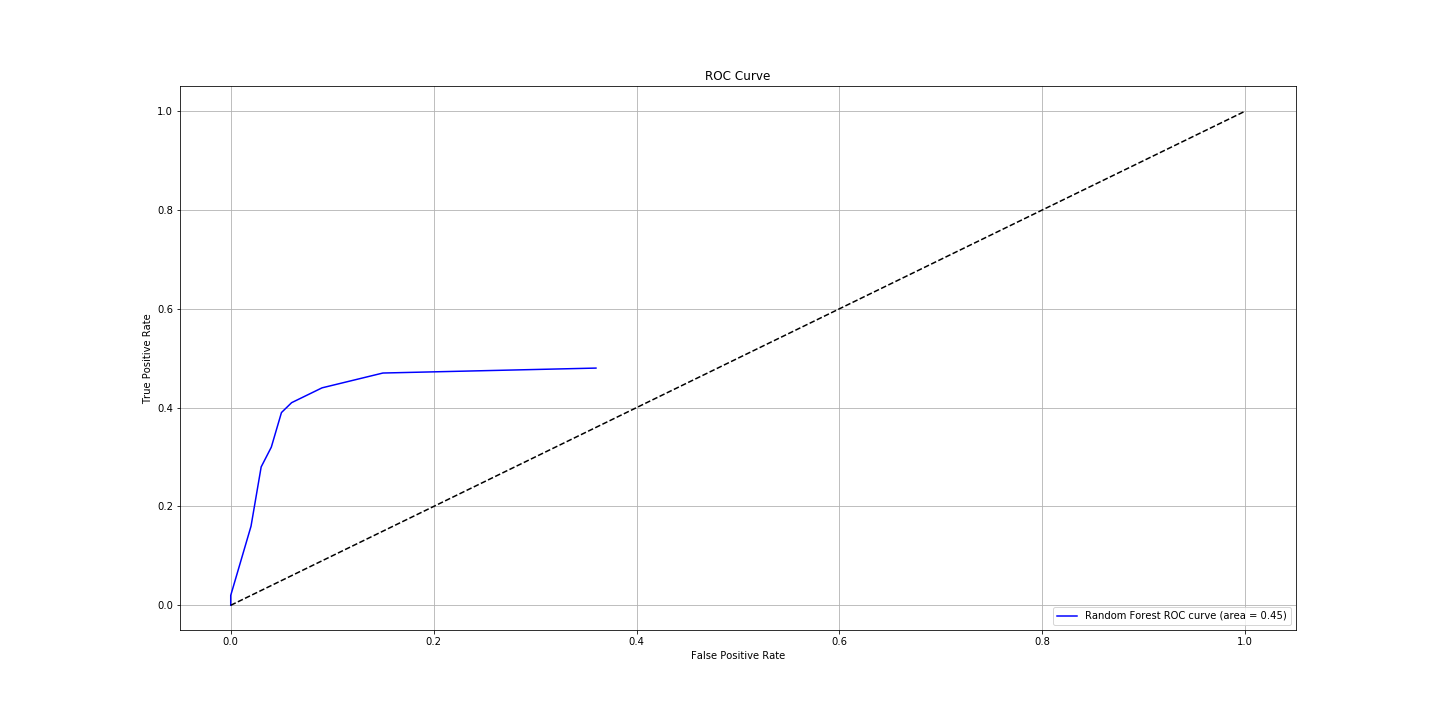 ROC Curve
True Positive Rate
1.0
0.8
0.6
0.4
0.2
0.0
Random Forest ROC curve (area = 0.45)
0.0 0.2 0.4 0.6 0.8 1.0
False Positive Rate